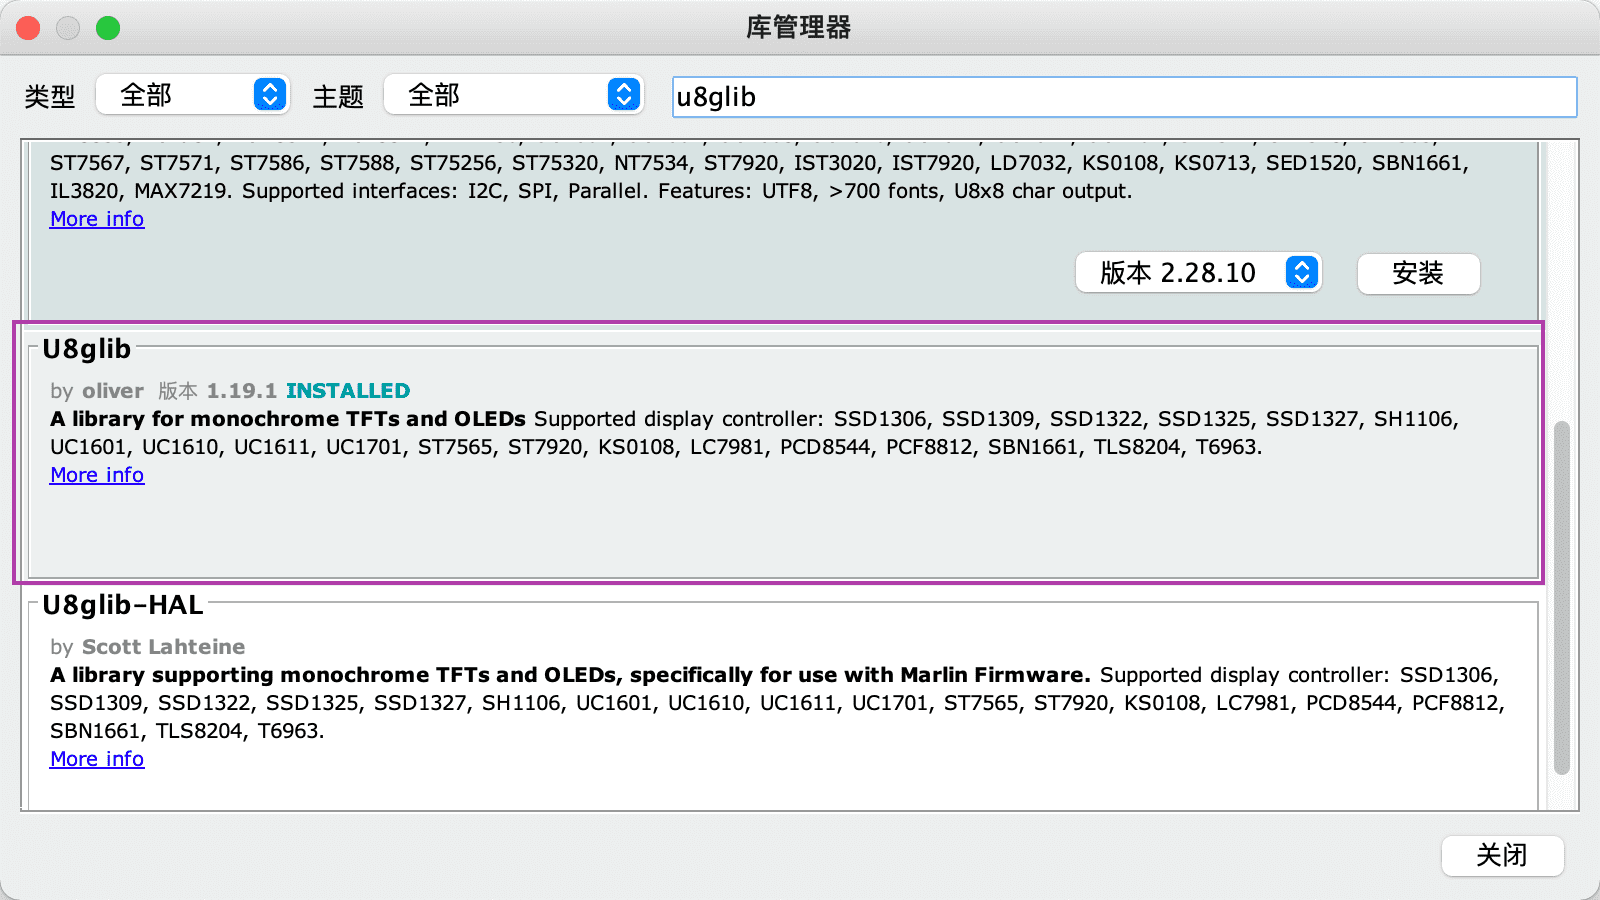 库管理器
类型 全部 主题 全部 u8glib
ST7567, ST7571, ST7586, ST7588, ST75256, ST75320, NT7534, ST7920, IST3020, IST7920, LD7032, KS0108, KS0713, SED1520, SBN1661,
IL3820, MAX7219. Supported interfaces: I2C, SPI, Parallel. Features: UTF8, >700 fonts, U8x8 char output.
More info
版本 2.28.10 安装
U8glib
by oliver 版本 1.19.1 INSTALLED
A library for monochrome TFTs and OLEDs Supported display controller: SSD1306, SSD1309, SSD1322, SSD1325, SSD1327, SH1106,
UC1601, UC1610, UC1611, UC1701, ST7565, ST7920, KS0108, LC7981, PCD8544, PCF8812, SBN1661, TLS8204, T6963.
More info
U8glib-HAL
by Scott Lahteine
A library supporting monochrome TFTs and OLEDs, specifically for use with Marlin Firmware. Supported display controller: SSD1306,
SSD1309, SSD1322, SSD1325, SSD1327, SH1106, UC1601, UC1610, UC1611, UC1701, ST7565, ST7920, KS0108, LC7981, PCD8544, PCF8812,
SBN1661, TLS8204, T6963.
More info
关闭